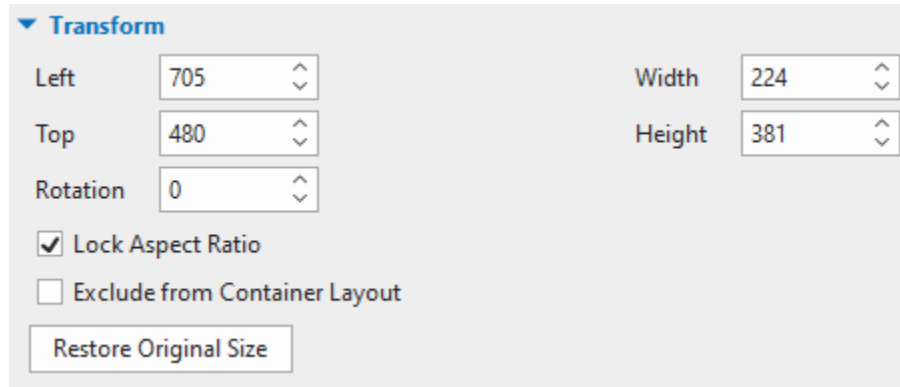 Transform
Left 705 Width 224
Top 480 Height 381
Rotation 0
Lock Aspect Ratio
Exclude from Container Layout
Restore Original Size